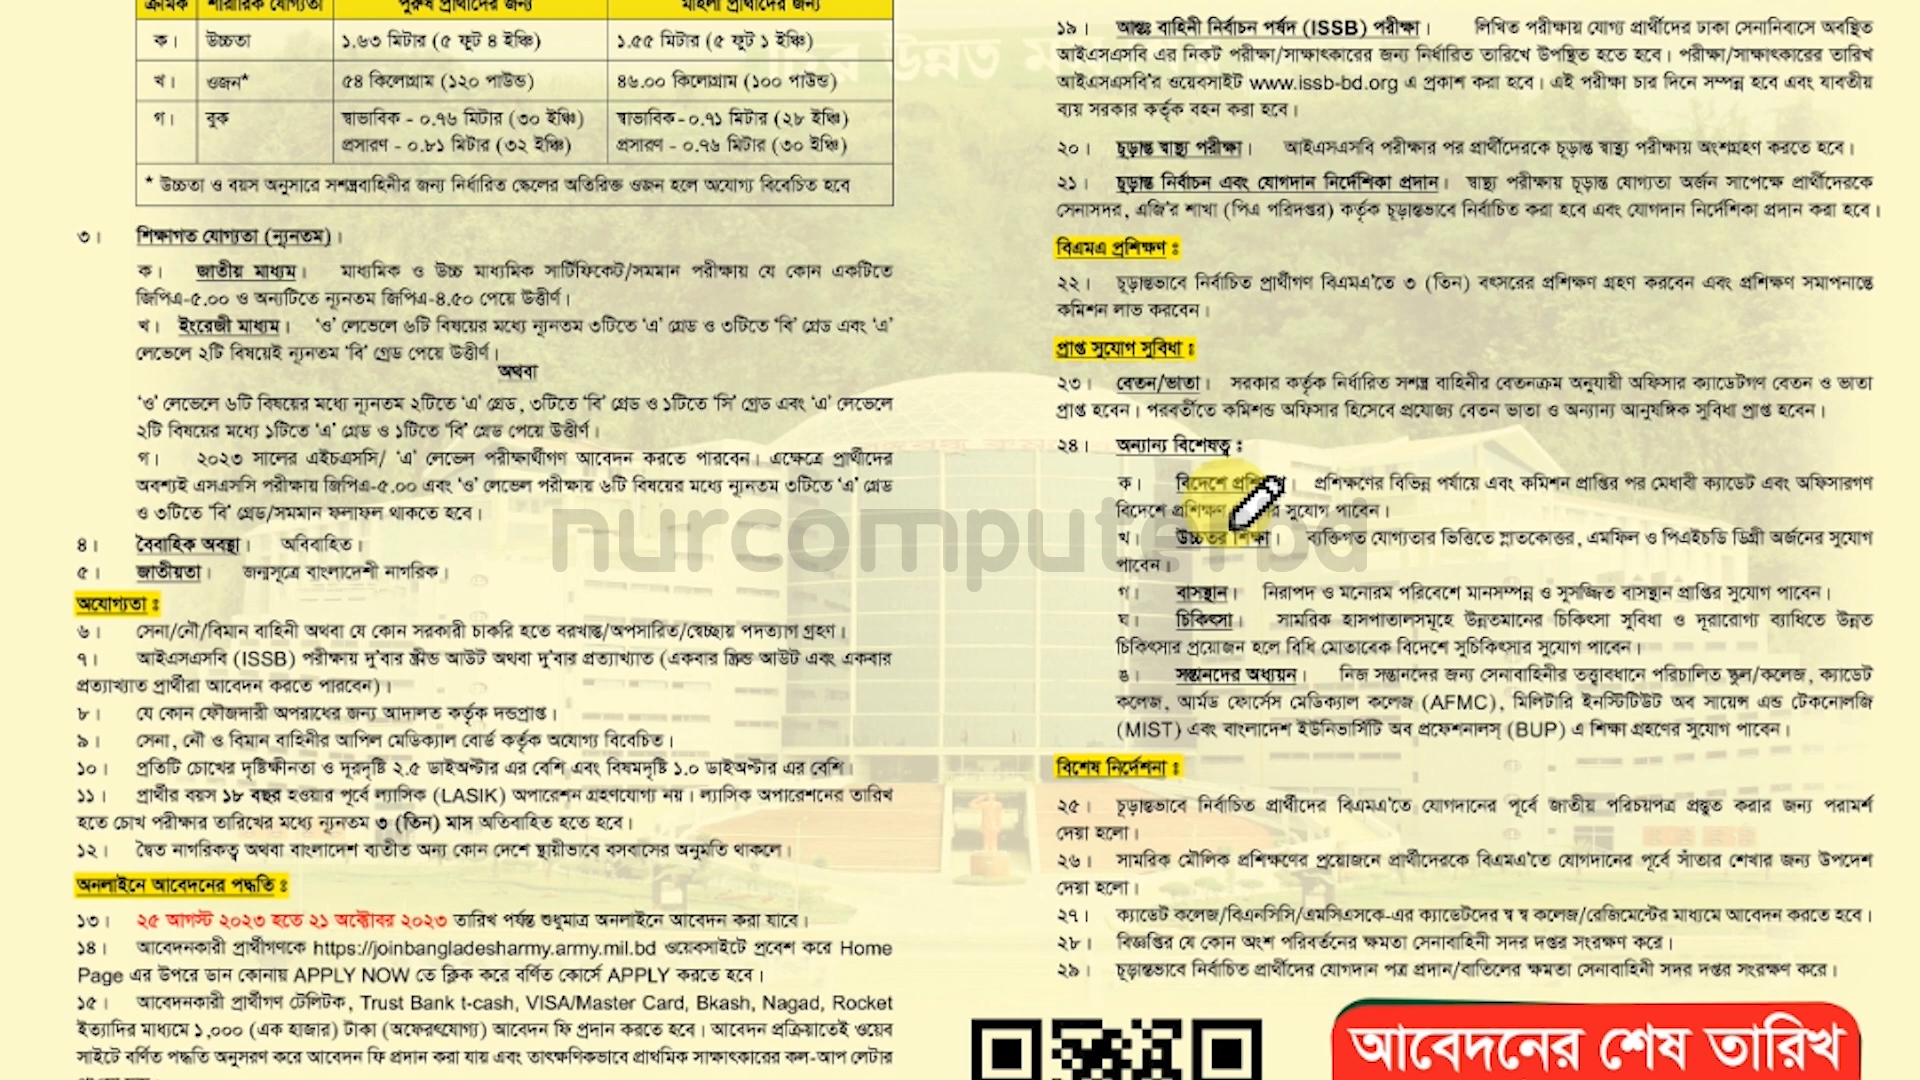 ক্রমিক শারীরিক যোগ্যতা পুরুষ প্রার্থীদের জন্য মহিলা প্রার্থীদের জন্য
ক। উচ্চতা ১.৬৩ মিটার (৫ ফুট ৪ ইঞ্চি) ১.৫৫ মিটার (৫ ফুট ১ ইঞ্চি)
খ। ওজন* ৫৪ কিলোগ্রাম (১২০ পাউন্ড) ৪৬.০০ কিলোগ্রাম (১০০ পাউন্ড)
গ। বুক স্বাভাবিক - ০.৭৬ মিটার (৩০ ইঞ্চি) স্বাভাবিক - ০.৭১ মিটার (২৮ ইঞ্চি)
প্রসারণ - ০.৮১ মিটার (৩২ ইঞ্চি) প্রসারণ - ০.৭৬ মিটার (৩০ ইঞ্চি)
* উচ্চতা ও বয়স অনুসারে সশস্ত্রবাহিনীর জন্য নির্ধারিত স্কেলের অতিরিক্ত ওজন হলে অযোগ্য বিবেচিত হবে
৩। শিক্ষাগত যোগ্যতা (ন্যূনতম)।
ক। জাতীয় মাধ্যম। মাধ্যমিক ও উচ্চ মাধ্যমিক সার্টিফিকেট/সমমান পরীক্ষায় যে কোন একটিতে
জিপিএ-৫.০০ ও অন্যটিতে ন্যূনতম জিপিএ-৪.৫০ পেয়ে উত্তীর্ণ।
খ। ইংরেজী মাধ্যম। ‘ও’ লেভেলে ৬টি বিষয়ের মধ্যে ন্যূনতম ৩টিতে ‘এ’ গ্রেড ও ৩টিতে ‘বি’ গ্রেড এবং ‘এ’
লেভেলে ২টি বিষয়েই ন্যূনতম ‘বি’ গ্রেড পেয়ে উত্তীর্ণ।
অথবা
‘ও’ লেভেলে ৬টি বিষয়ের মধ্যে ন্যূনতম ২টিতে ‘এ’ গ্রেড, ৩টিতে ‘বি’ গ্রেড ও ১টিতে ‘সি’ গ্রেড এবং ‘এ’ লেভেলে
২টি বিষয়ের মধ্যে ১টিতে ‘এ’ গ্রেড ও ১টিতে ‘বি’ গ্রেড পেয়ে উত্তীর্ণ।
গ। ২০২৩ সালের এইচএসসি/ ‘এ’ লেভেল পরীক্ষার্থীগণ আবেদন করতে পারবেন। এক্ষেত্রে প্রার্থীদের
অবশ্যই এসএসসি পরীক্ষায় জিপিএ-৫.০০ এবং ‘ও’ লেভেল পরীক্ষায় ৬টি বিষয়ের মধ্যে ন্যূনতম ৩টিতে ‘এ’ গ্রেড
ও ৩টিতে ‘বি’ গ্রেড/সমমান ফলাফল থাকতে হবে।
৪। বৈবাহিক অবস্থা। অবিবাহিত।
৫। জাতীয়তা। জন্মসূত্রে বাংলাদেশী নাগরিক।
অযোগ্যতা ঃ
৬। সেনা/নৌ/বিমান বাহিনী অথবা যে কোন সরকারী চাকরি হতে বরখাস্ত/অপসারিত/স্বেচ্ছায় পদত্যাগ গ্রহণ।
৭। আইএসএসবি (ISSB) পরীক্ষায় দু’বার স্ক্রীন্ড আউট অথবা দু’বার প্রত্যাখ্যাত (একবার স্ক্রিন্ড আউট এবং একবার
প্রত্যাখ্যাত প্রার্থীরা আবেদন করতে পারবেন)।
৮। যে কোন ফৌজদারী অপরাধের জন্য আদালত কর্তৃক দন্ডপ্রাপ্ত।
৯। সেনা, নৌ ও বিমান বাহিনীর আপিল মেডিক্যাল বোর্ড কর্তৃক অযোগ্য বিবেচিত।
১০। প্রতিটি চোখের দৃষ্টিক্ষীনতা ও দূরদৃষ্টি ২.৫ ডাইঅপ্টার এর বেশি এবং বিষমদৃষ্টি ১.০ ডাইঅপ্টার এর বেশি।
১১। প্রার্থীর বয়স ১৮ বছর হওয়ার পূর্বে ল্যাসিক (LASIK) অপারেশন গ্রহণযোগ্য নয়। ল্যাসিক অপারেশনের তারিখ
হতে চোখ পরীক্ষার তারিখের মধ্যে ন্যূনতম ৩ (তিন) মাস অতিবাহিত হতে হবে।
১২। দ্বৈত নাগরিকত্ব অথবা বাংলাদেশ ব্যতীত অন্য কোন দেশে স্থায়ীভাবে বসবাসের অনুমতি থাকলে।
অনলাইনে আবেদনের পদ্ধতি ঃ
১৩। ২৫ আগস্ট ২০২৩ হতে ২১ অক্টোবর ২০২৩ তারিখ পর্যন্ত শুধুমাত্র অনলাইনে আবেদন করা যাবে।
১৪। আবেদনকারী প্রার্থীগণকে https://joinbangladesharmy.army.mil.bd ওয়েবসাইটে প্রবেশ করে Home
Page এর উপরে ডান কোনায় APPLY NOW তে ক্লিক করে বর্ণিত কোর্সে APPLY করতে হবে।
১৫। আবেদনকারী প্রার্থীগণ টেলিটক, Trust Bank t-cash, VISA/Master Card, Bkash, Nagad, Rocket
ইত্যাদির মাধ্যমে ১,০০০ (এক হাজার) টাকা (অফেরৎযোগ্য) আবেদন ফি প্রদান করতে হবে। আবেদন প্রক্রিয়াতেই ওয়েব
সাইটে বর্ণিত পদ্ধতি অনুসরণ করে আবেদন ফি প্রদান করা যায় এবং তাৎক্ষণিকভাবে প্রাথমিক সাক্ষাৎকারের কল-আপ লেটার
১৯। আন্তঃ বাহিনী নির্বাচন পর্ষদ (ISSB) পরীক্ষা। লিখিত পরীক্ষায় যোগ্য প্রার্থীদের ঢাকা সেনানিবাসে অবস্থিত
আইএসএসবি এর নিকট পরীক্ষা/সাক্ষাৎকারের জন্য নির্ধারিত তারিখে উপস্থিত হতে হবে। পরীক্ষা/সাক্ষাৎকারের তারিখ
আইএসএসবি’র ওয়েবসাইট www.issb-bd.org এ প্রকাশ করা হবে। এই পরীক্ষা চার দিনে সম্পন্ন হবে এবং যাবতীয়
ব্যয় সরকার কর্তৃক বহন করা হবে।
২০। চূড়ান্ত স্বাস্থ্য পরীক্ষা। আইএসএসবি পরীক্ষার পর প্রার্থীদেরকে চূড়ান্ত স্বাস্থ্য পরীক্ষায় অংশগ্রহণ করতে হবে।
২১। চূড়ান্ত নির্বাচন এবং যোগদান নির্দেশিকা প্রদান। স্বাস্থ্য পরীক্ষায় চূড়ান্ত যোগ্যতা অর্জন সাপেক্ষে প্রার্থীদেরকে
সেনাসদর, এজি’র শাখা (পিএ পরিদপ্তর) কর্তৃক চূড়ান্তভাবে নির্বাচিত করা হবে এবং যোগদান নির্দেশিকা প্রদান করা হবে।
বিএমএ প্রশিক্ষণ ঃ
২২। চূড়ান্তভাবে নির্বাচিত প্রার্থীগণ বিএমএ’তে ৩ (তিন) বৎসরের প্রশিক্ষণ গ্রহণ করবেন এবং প্রশিক্ষণ সমাপনান্তে
কমিশন লাভ করবেন।
প্রাপ্ত সুযোগ সুবিধা ঃ
২৩। বেতন/ভাতা। সরকার কর্তৃক নির্ধারিত সশস্ত্র বাহিনীর বেতনক্রম অনুযায়ী অফিসার ক্যাডেটগণ বেতন ও ভাতা
প্রাপ্ত হবেন। পরবর্তীতে কমিশন্ড অফিসার হিসেবে প্রযোজ্য বেতন ভাতা ও অন্যান্য আনুষঙ্গিক সুবিধা প্রাপ্ত হবেন।
২৪। অন্যান্য বিশেষত্ব ঃ
ক। বিদেশে । প্রশিক্ষণের বিভিন্ন পর্যায়ে এবং কমিশন প্রাপ্তির পর মেধাবী ক্যাডেট এবং অফিসারগণ
বিদেশে প্রশিক্ষণ সুযোগ পাবেন।
খ। উচ্চতর শিক্ষা। ব্যক্তিগত যোগ্যতার ভিত্তিতে স্নাতকোত্তর, এমফিল ও পিএইচডি ডিগ্রী অর্জনের সুযোগ
পাবেন।
গ। বাসস্থান। নিরাপদ ও মনোরম পরিবেশে মানসম্পন্ন ও সুসজ্জিত বাসস্থান প্রাপ্তির সুযোগ পাবেন।
ঘ। চিকিৎসা। সামরিক হাসপাতালসমূহে উন্নতমানের চিকিৎসা সুবিধা ও দূরারোগ্য ব্যাধিতে উন্নত
চিকিৎসার প্রয়োজন হলে বিধি মোতাবেক বিদেশে সুচিকিৎসার সুযোগ পাবেন।
ঙ। সন্তানদের অধ্যয়ন। নিজ সন্তানদের জন্য সেনাবাহিনীর তত্ত্বাবধানে পরিচালিত স্কুল/কলেজ, ক্যাডেট
কলেজ, আর্মড ফোর্সেস মেডিক্যাল কলেজ (AFMC), মিলিটারি ইনস্টিটিউট অব সায়েন্স এন্ড টেকনোলজি
(MIST) এবং বাংলাদেশ ইউনিভার্সিটি অব প্রফেশনালস্ (BUP) এ শিক্ষা গ্রহণের সুযোগ পাবেন।
বিশেষ নির্দেশনা ঃ
২৫। চূড়ান্তভাবে নির্বাচিত প্রার্থীদের বিএমএ’তে যোগদানের পূর্বে জাতীয় পরিচয়পত্র প্রস্তুত করার জন্য পরামর্শ
দেয়া হলো।
২৬। সামরিক মৌলিক প্রশিক্ষণের প্রয়োজনে প্রার্থীদেরকে বিএমএ’তে যোগদানের পূর্বে সাঁতার শেখার জন্য উপদেশ
দেয়া হলো।
২৭। ক্যাডেট কলেজ/বিএনসিসি/এমসিএসকে-এর ক্যাডেটদের স্ব স্ব কলেজ/রেজিমেন্টের মাধ্যমে আবেদন করতে হবে।
২৮। বিজ্ঞপ্তির যে কোন অংশ পরিবর্তনের ক্ষমতা সেনাবাহিনী সদর দপ্তর সংরক্ষণ করে।
২৯। চূড়ান্তভাবে নির্বাচিত প্রার্থীদের যোগদান পত্র প্রদান/বাতিলের ক্ষমতা সেনাবাহিনী সদর দপ্তর সংরক্ষণ করে।
আবেদনের শেষ তারিখ
nurcomputerbd